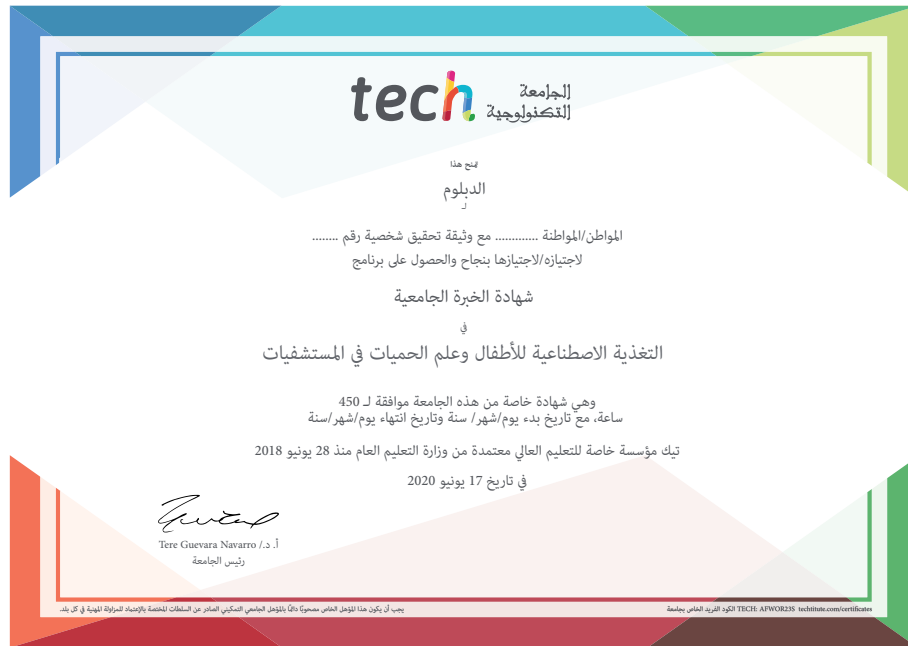 tech الجامعة
التكنولوجية
يمنح هذا
الدبلوم
لـ
المواطن/المواطنة ............. مع وثيقة تحقيق شخصية رقم ........
لاجتيازه/لاجتيازها بنجاح والحصول على برنامج
شهادة الخبرة الجامعية
في
التغذية الاصطناعية للأطفال وعلم الحميات في المستشفيات
وهي شهادة خاصة من هذه الجامعة موافقة لـ 450
ساعة، مع تاريخ بدء يوم/شهر/ سنة وتاريخ انتهاء يوم/شهر/سنة
تيك مؤسسة خاصة للتعليم العالي معتمدة من وزارة التعليم العام منذ 28 يونيو 2018
في تاريخ 17 يونيو 2020
أ. د./ Tere Guevara Navarro
رئيس الجامعة
يجب أن يكون هذا المؤهل الخاص مصحوبًا دائمًا بالمؤهل الجامعي التمكيني الصادر عن السلطات المختصة بالإعتماد للمزاولة المهنية في كل بلد.
الكود الفريد الخاص بجامعة TECH: AFWOR23S techtitute.com/certificates